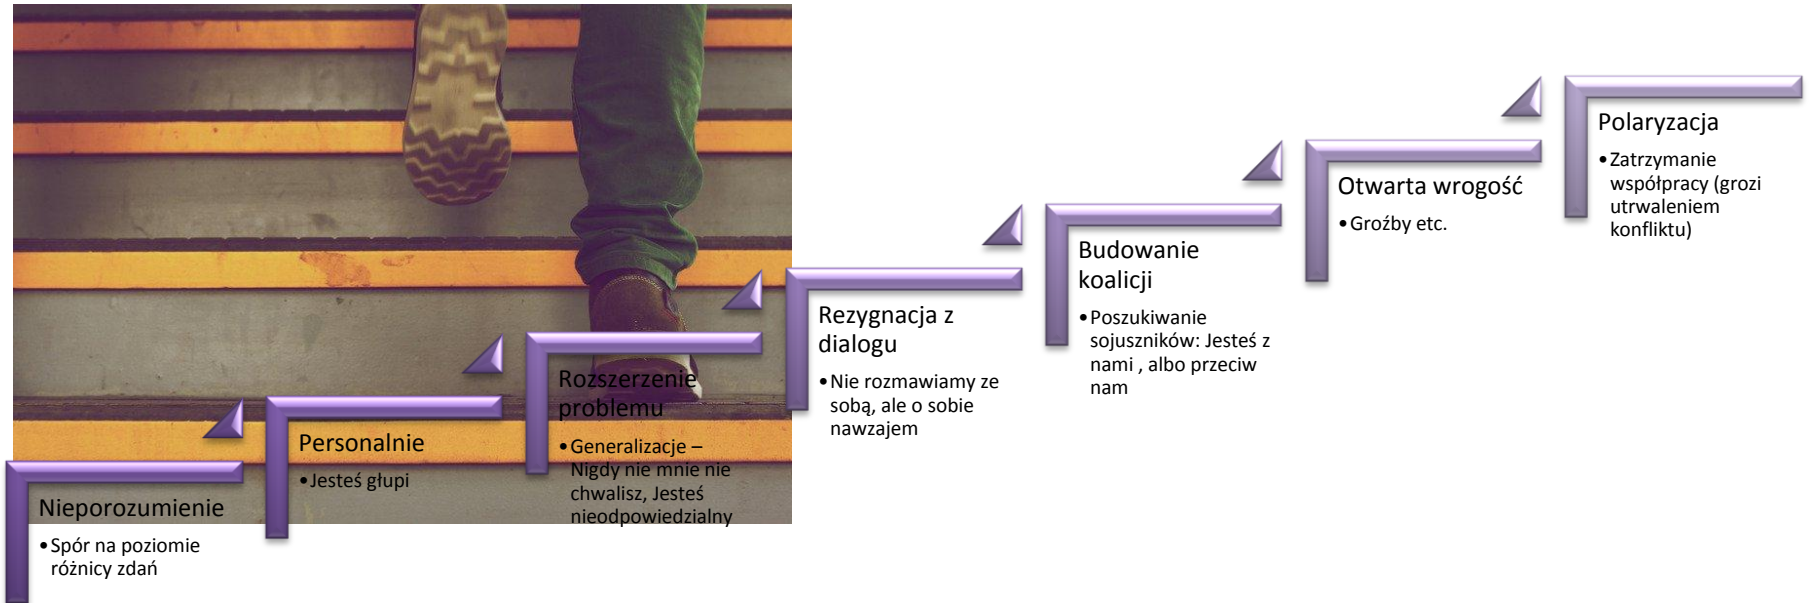 Nieporozumienie
•Spór na poziomie
różnicy zdań
Personalnie
•Jesteś głupi
Rozszerzenie
problemu
•Generalizacje –
Nigdy nie mnie nie
chwalisz, Jesteś
nieodpowiedzialny
Rezygnacja z
dialogu
•Nie rozmawiamy ze
sobą, ale o sobie
nawzajem
Budowanie
koalicji
•Poszukiwanie
sojuszników: Jesteś z
nami , albo przeciw
nam
Otwarta wrogość
•Groźby etc.
Polaryzacja
•Zatrzymanie
współpracy (grozi
utrwaleniem
konfliktu)